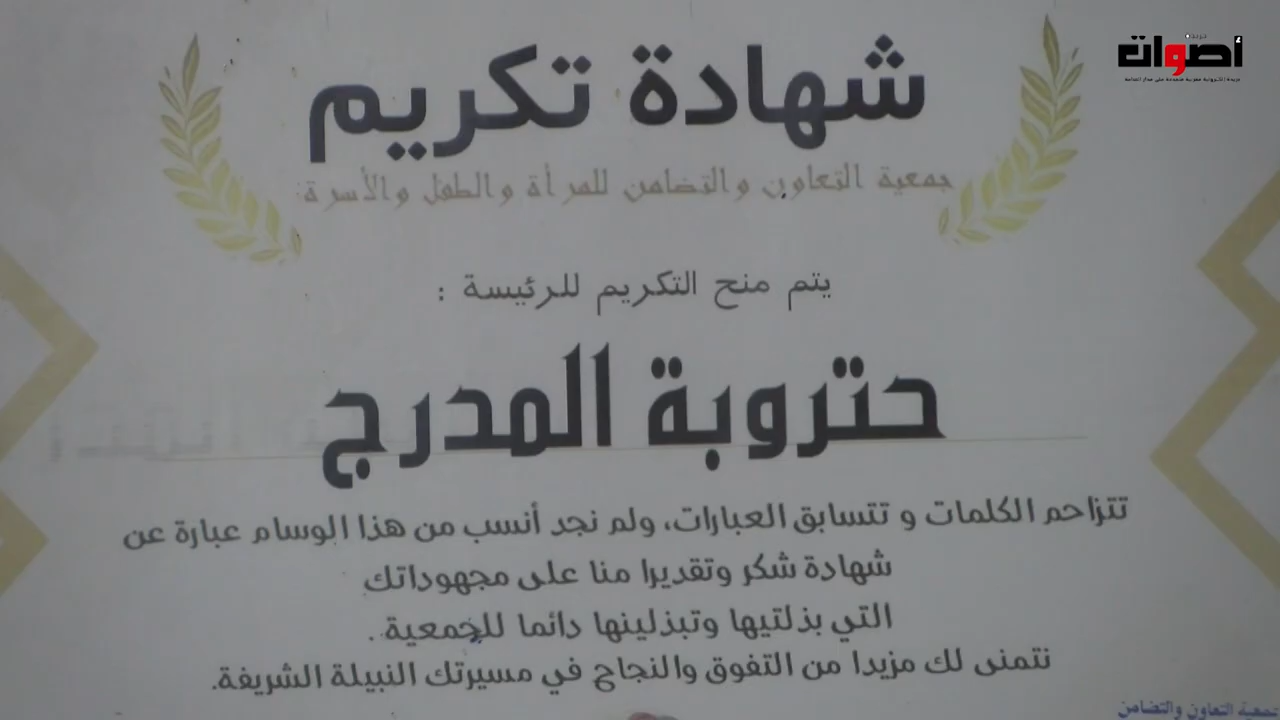 جريدة
أصوات
شهادة تكريم
جمعية التعاون والتضامن للمرأة والطفل والأسرة
يتم منح التكريم للرئيسة :
حتروبة المدرج
تتزاحم الكلمات و تتسابق العبارات، ولم نجد أنسب من هذا الوسام عبارة عن
شهادة شكر وتقديرا منا على مجهوداتك
التي بذلتيها وتبذلينها دائما للجمعية .
نتمنى لك مزيدا من التفوق والنجاح في مسيرتك النبيلة الشريفة.
جمعية التعاون والتضامن